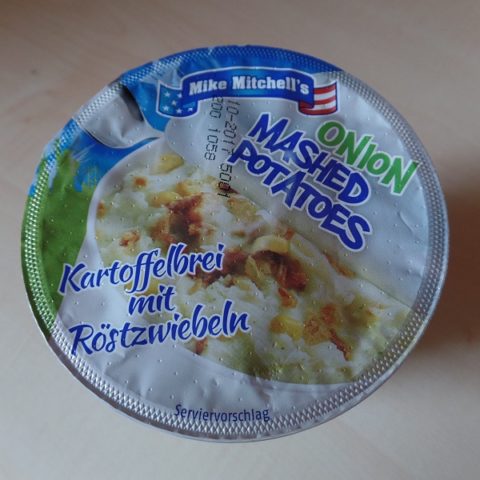 Mike Mitchell's
ONION
MASHED
POTATOES
Kartoffelbrei
mit
Röstzwiebeln
Serviervorschlag